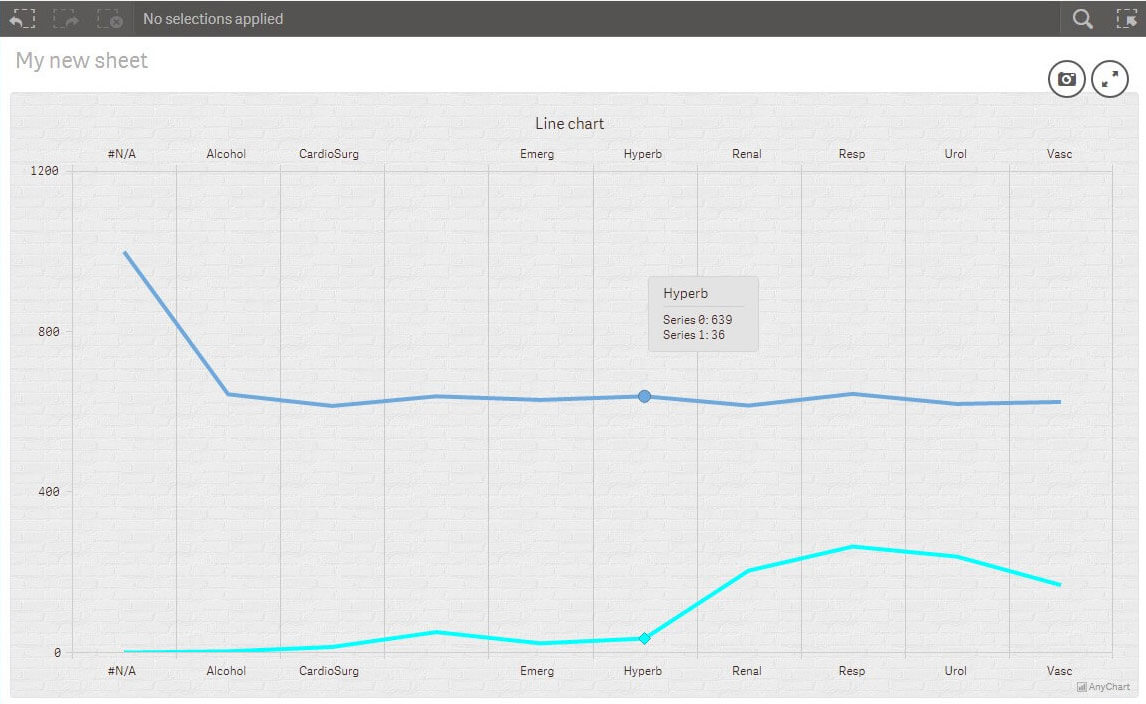 No selections applied
My new sheet
Line chart
#N/A Alcohol CardioSurg Emerg Hyperb Renal Resp Urol Vasc
1200
Hyperb
Series 0: 639
800
Series 1: 36
400
0
#N/A Alcohol CardioSurg Emerg Hyperb Renal Resp Urol Vasc
AnyChart